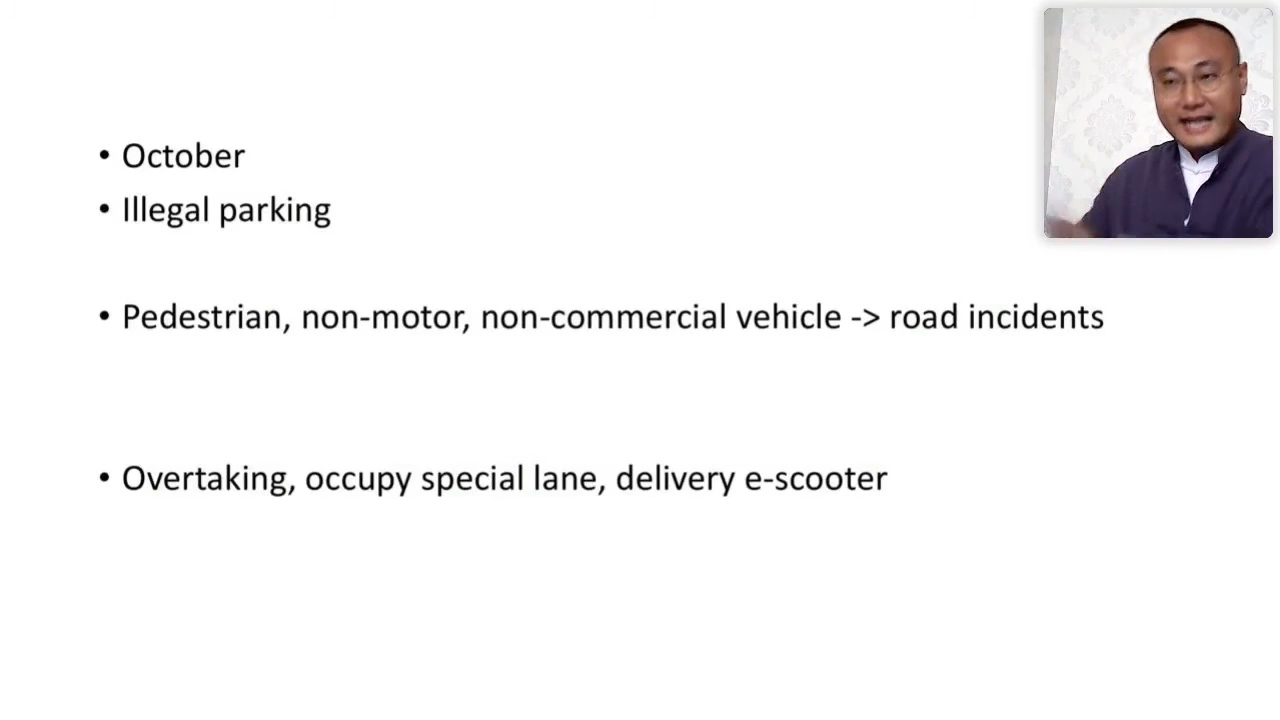 • October
• Illegal parking
• Pedestrian, non-motor, non-commercial vehicle -> road incidents
• Overtaking, occupy special lane, delivery e-scooter